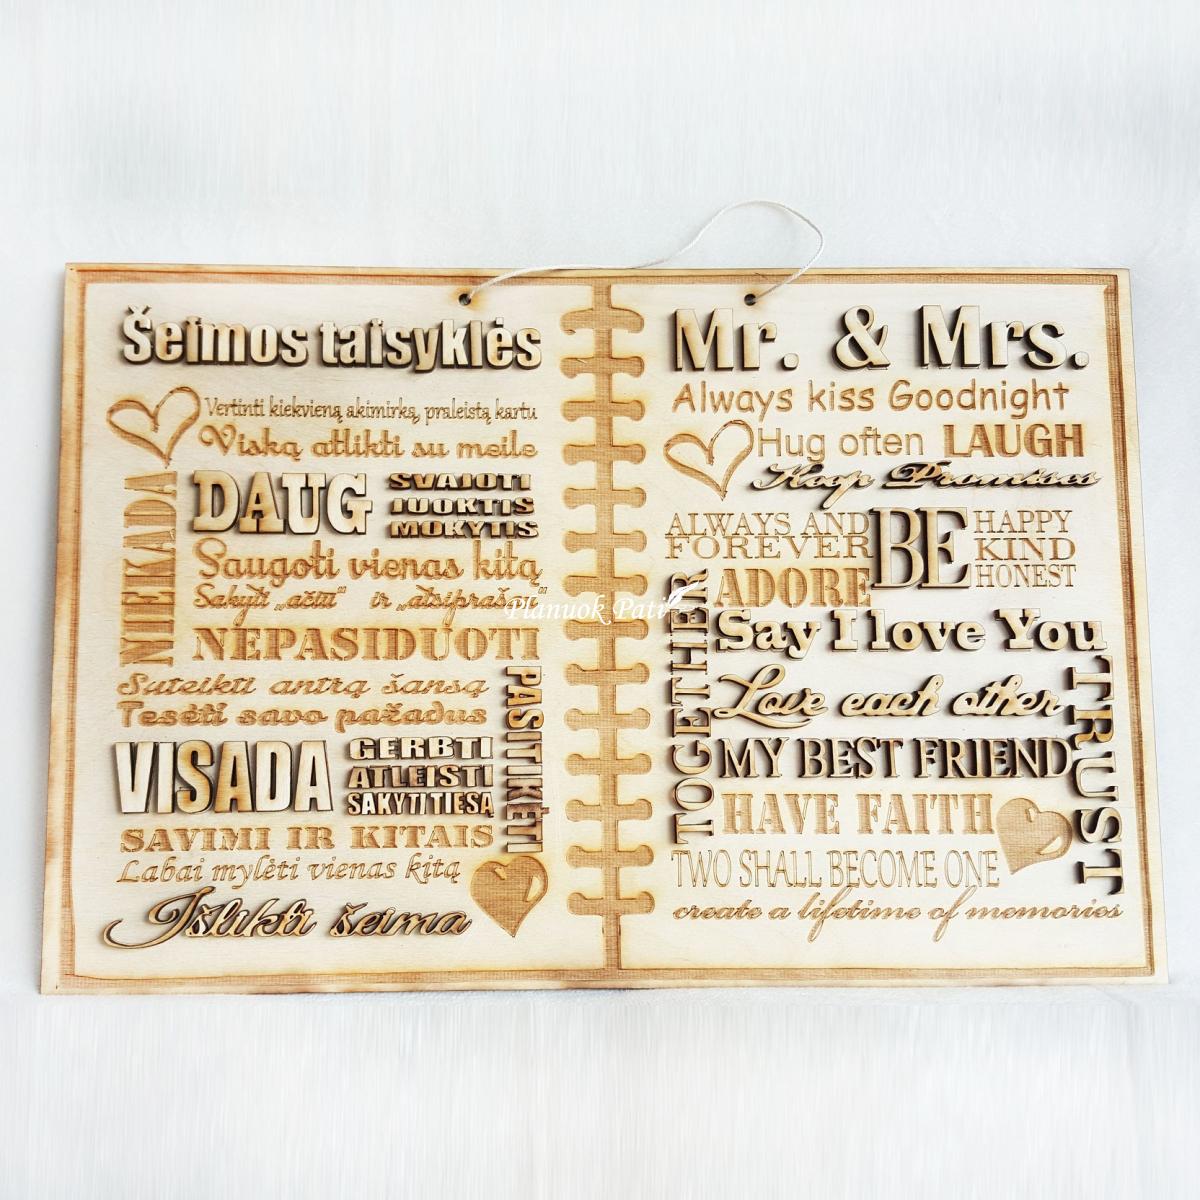 Šeimos taisyklės
Vertinti kiekvieną akimirką, praleistą kartu
Viską atlikti su meile
NIEKADA
DAUG
SVAJOTI
JUOKTIS
MOKYTIS
Saugoti vienas kitą
Sakyti „ačiū" ir „atsiprašau"
NEPASIDUOTI
Suteikti antrą šansą
Tesėti savo pažadus
PASITIKĖTI
VISADA
GERBTI
ATLEISTI
SAKYTI TIESĄ
SAVIMI IR KITAIS
Labai mylėti vienas kitą
Išlikti šeima
Planuok Pati
Mr. & Mrs.
Always kiss Goodnight
Hug often LAUGH
Keep Promises
ALWAYS AND
FOREVER
BE
HAPPY
KIND
HONEST
ADORE
TOGETHER
Say I love You
Love each other
TRUST
MY BEST FRIEND
HAVE FAITH
TWO SHALL BECOME ONE
create a lifetime of memories